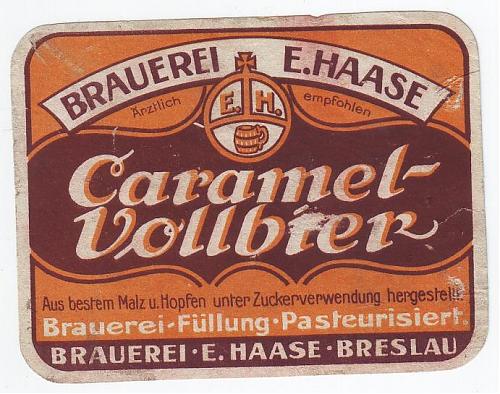 BRAUEREI E. HAASE
Ärztlich empfohlen
E. H.
Caramel-
Vollbier
Aus bestem Malz u. Hopfen unter Zuckerverwendung hergestellt.
Brauerei-Füllung·Pasteurisiert.
BRAUEREI·E. HAASE·BRESLAU